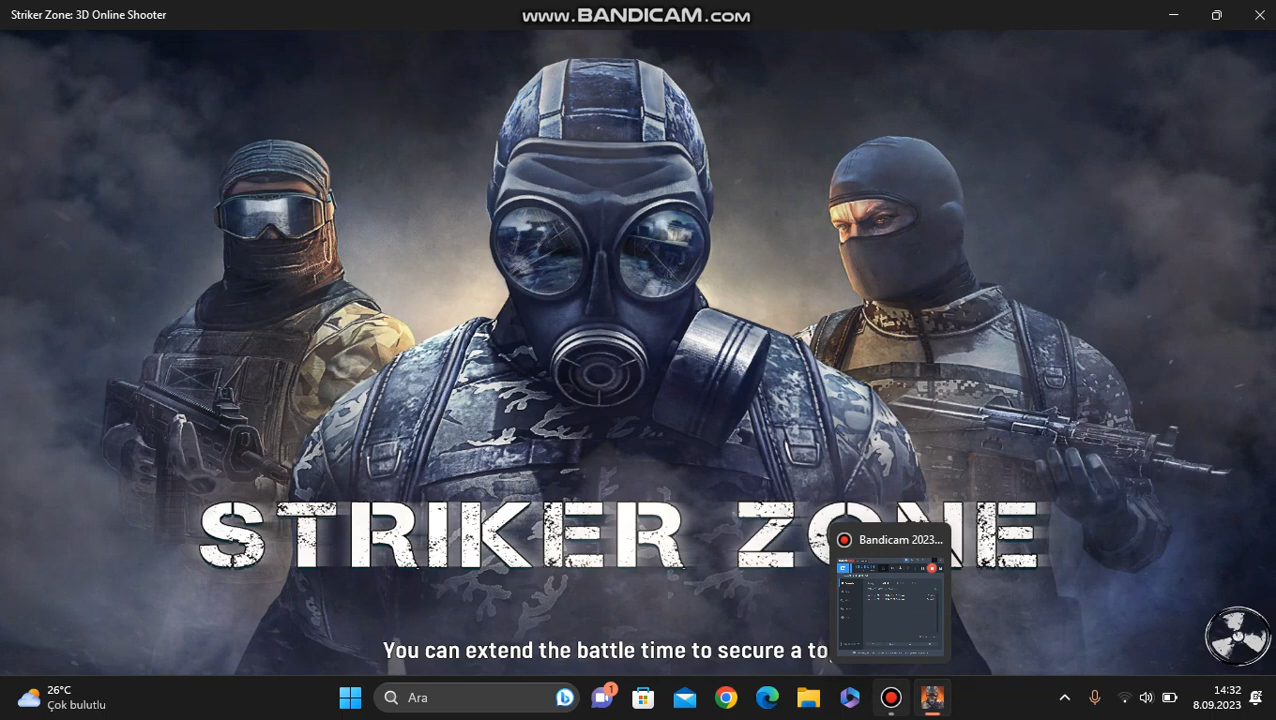 Striker Zone: 3D Online Shooter
www.BANDICAM.com
STRIKER ZONE
Bandicam 2023...
You can extend the battle time to secure a to
26°C
Çok bulutlu
Ara
1
14:32
8.09.2023